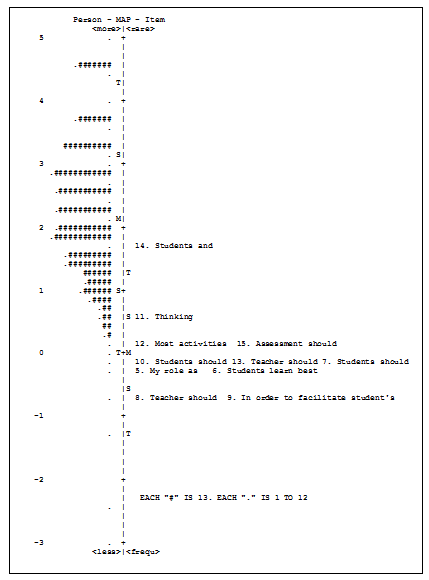 Person - MAP - Item
<more>|<rare>
5 . +
|
|
.####### |
. |
T|
|
4 . +
|
.####### |
. |
|
########## |
. S|
3 . +
.############ |
. |
.########### |
. |
.########### |
. M|
2 .########### +
.############ |
. | 14. Students and
.######### |
.######### |
###### |T
.##### |
1 .###### S+
.#### |
.## |
.## |S 11. Thinking
## |
.# |
. | 12. Most activities 15. Assessment should
0 . T+M
. | 10. Students should 13. Teacher should 7. Students should
. | 5. My role as 6. Students learn best
|
|S
. | 8. Teacher should 9. In order to facilitate student's
|
-1 +
|
. |T
|
|
|
-2 +
|
| EACH "#" IS 13. EACH "." IS 1 TO 12
. |
|
|
-3 . +
<less>|<frequ>